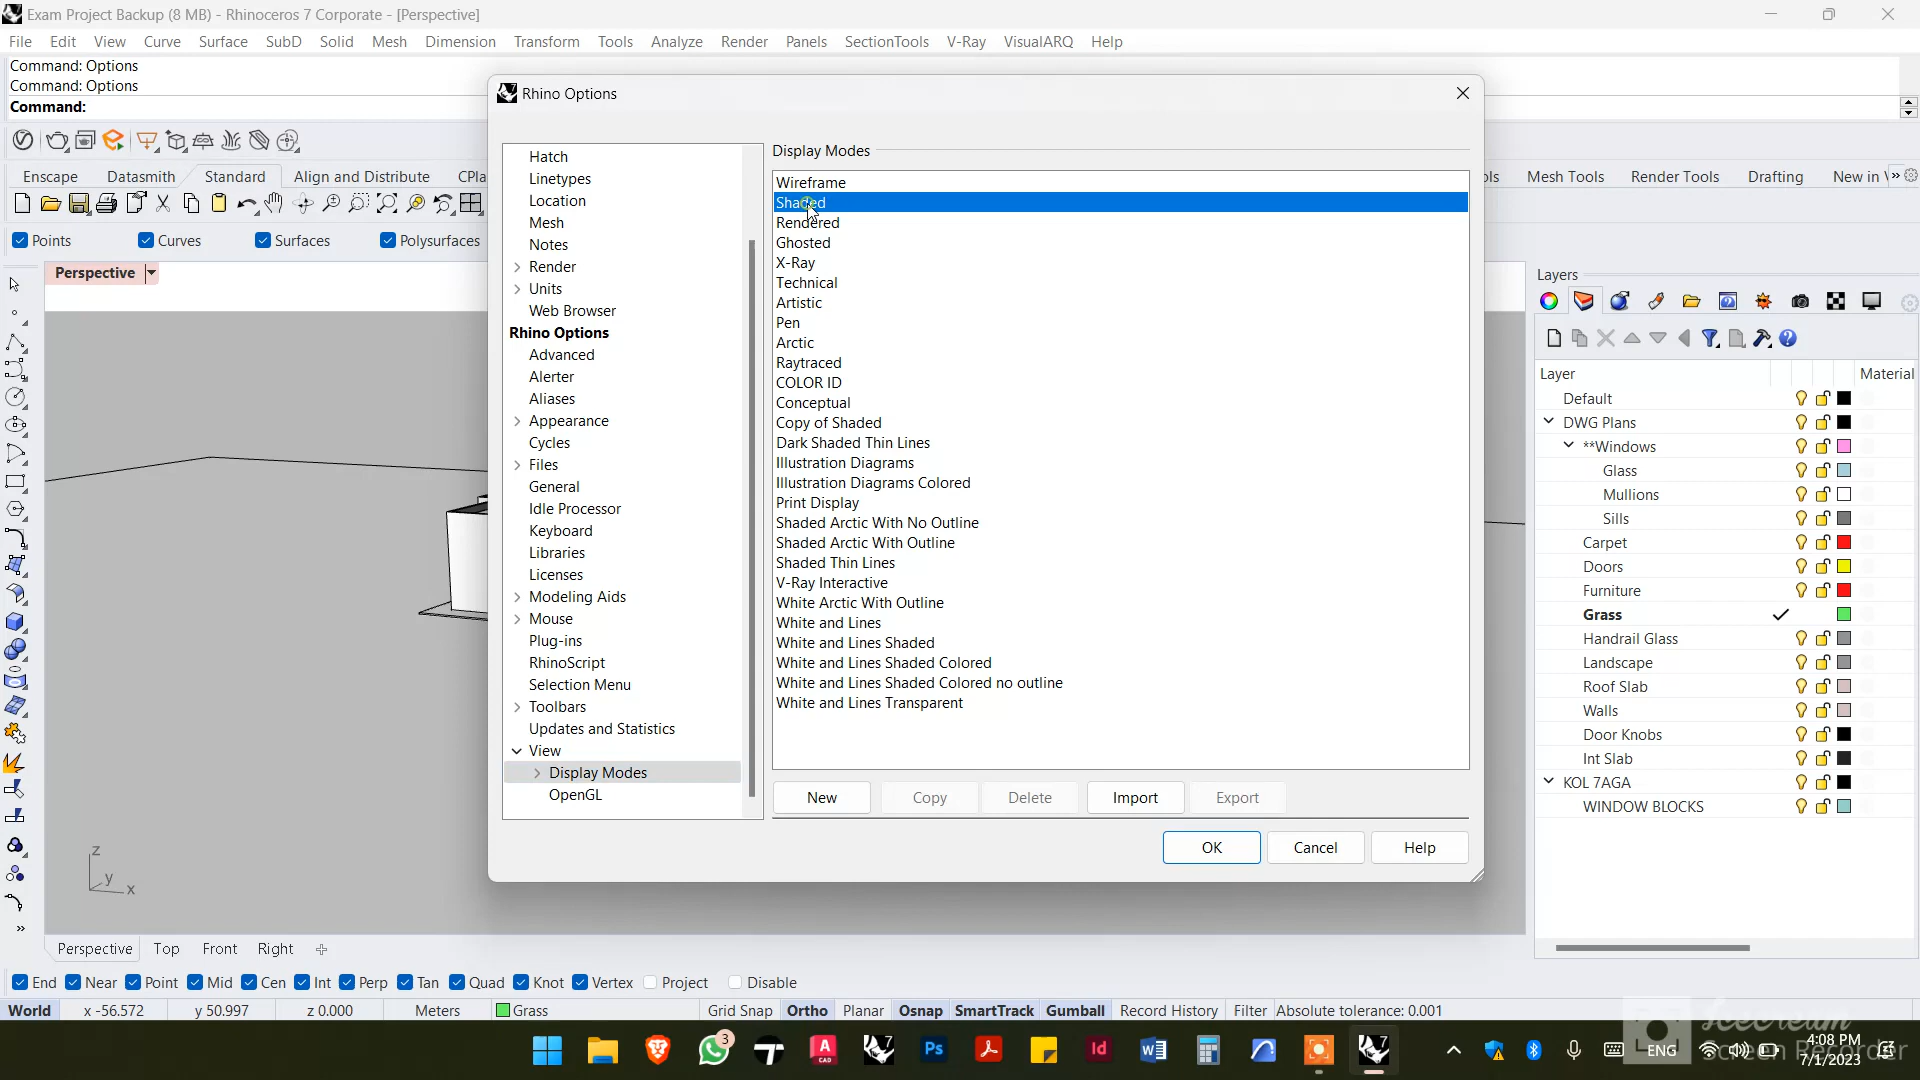 Exam Project Backup (8 MB) - Rhinoceros 7 Corporate - [Perspective]
File Edit View Curve Surface SubD Solid Mesh Dimension Transform Tools Analyze Render Panels SectionTools V-Ray VisualARQ Help
Command: Options
Command: Options
Command:
Rhino Options
Enscape Datasmith Standard Align and Distribute CPla
ols Mesh Tools Render Tools Drafting New in V »
Points Curves Surfaces Polysurfaces
Perspective
Hatch
Linetypes
Location
Mesh
Notes
Render
Units
Web Browser
Rhino Options
Advanced
Alerter
Aliases
Appearance
Cycles
Files
General
Idle Processor
Keyboard
Libraries
Licenses
Modeling Aids
Mouse
Plug-ins
RhinoScript
Selection Menu
Toolbars
Updates and Statistics
View
Display Modes
OpenGL
Display Modes
Wireframe
Shaded
Rendered
Ghosted
X-Ray
Technical
Artistic
Pen
Arctic
Raytraced
COLOR ID
Conceptual
Copy of Shaded
Dark Shaded Thin Lines
Illustration Diagrams
Illustration Diagrams Colored
Print Display
Shaded Arctic With No Outline
Shaded Arctic With Outline
Shaded Thin Lines
V-Ray Interactive
White Arctic With Outline
White and Lines
White and Lines Shaded
White and Lines Shaded Colored
White and Lines Shaded Colored no outline
White and Lines Transparent
New Copy Delete Import Export
OK Cancel Help
Layers
Layer Material
Default
DWG Plans
**Windows
Glass
Mullions
Sills
Carpet
Doors
Furniture
Grass
Handrail Glass
Landscape
Roof Slab
Walls
Door Knobs
Int Slab
KOL 7AGA
WINDOW BLOCKS
z
y
x
Perspective Top Front Right
End Near Point Mid Cen Int Perp Tan Quad Knot Vertex Project Disable
World x -56.572 y 50.997 z 0.000 Meters Grass Grid Snap Ortho Planar Osnap SmartTrack Gumball Record History Filter Absolute tolerance: 0.001
Icecream
Screen Recorder
3
A CAD
Ps
Id
ENG
4:08 PM
7/1/2023